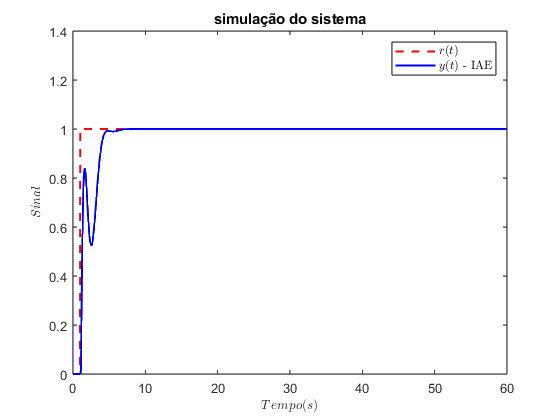 simulação do sistema
r(t)
y(t) - IAE
1.4
1.2
1
0.8
0.6
0.4
0.2
0
Sinal
0 10 20 30 40 50 60
Tempo(s)